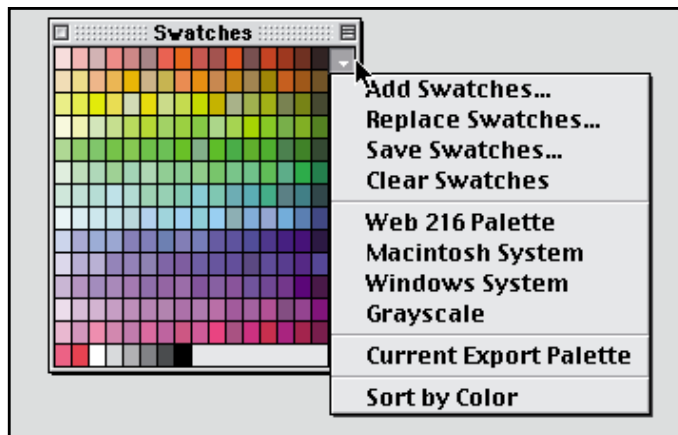 Swatches
Add Swatches...
Replace Swatches...
Save Swatches...
Clear Swatches
Web 216 Palette
Macintosh System
Windows System
Grayscale
Current Export Palette
Sort by Color